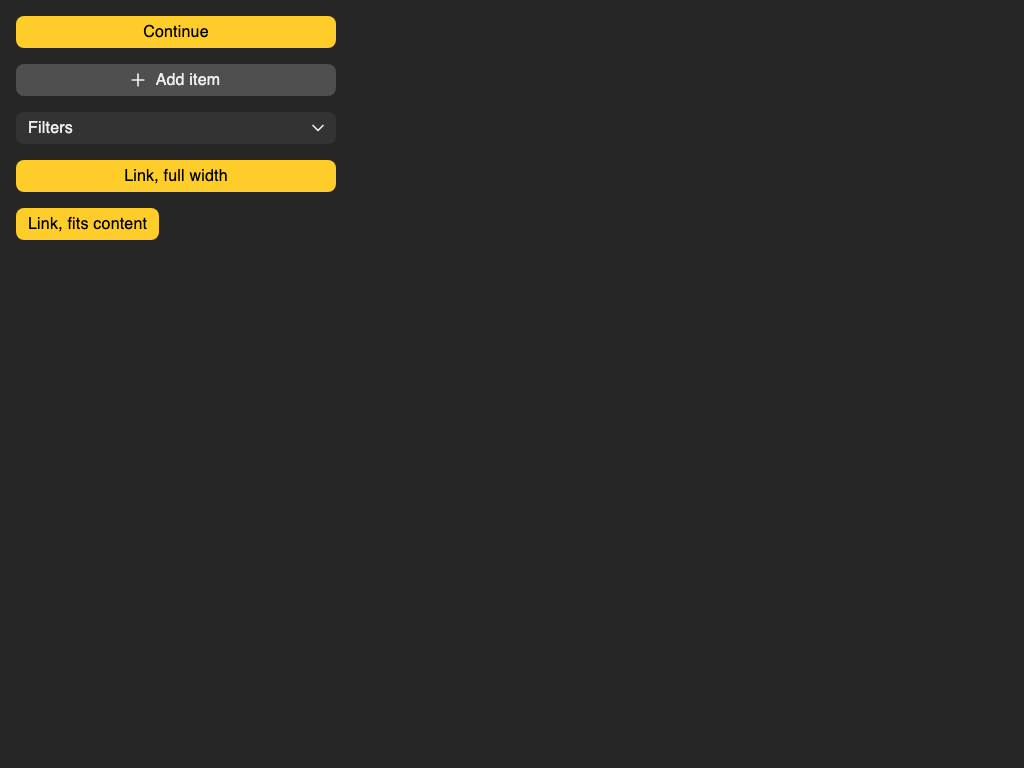 Continue
Add item
Filters
Link, full width
Link, fits content